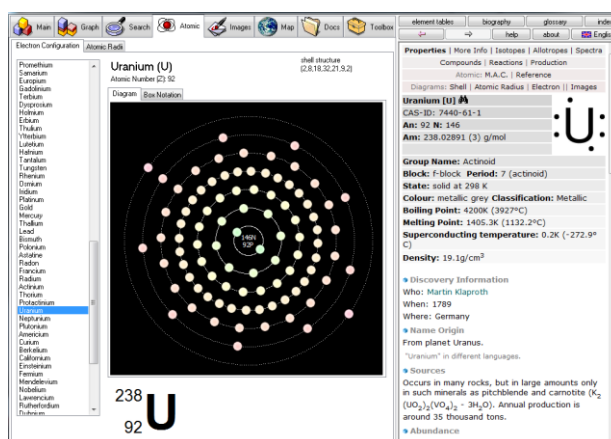 Main Graph Search Atomic Images Map Docs Toolbox
Electron Configuration Atomic Radii
Promethium
Samarium
Europium
Gadolinium
Terbium
Dysprosium
Holmium
Erbium
Thulium
Ytterbium
Lutetium
Hafnium
Tantalum
Tungsten
Rhenium
Osmium
Iridium
Platinum
Gold
Mercury
Thallium
Lead
Bismuth
Polonium
Astatine
Radon
Francium
Radium
Actinium
Thorium
Protactinium
Uranium
Neptunium
Plutonium
Americium
Curium
Berkelium
Californium
Einsteinium
Fermium
Mendelevium
Nobelium
Lawrencium
Rutherfordium
Dubnium
Uranium (U)
Atomic Number (Z): 92
shell structure
(2,8,18,32,21,9,2)
Diagram Box Notation
146N
92P
238
92
U
element tables biography glossary
help about
Properties | More Info | Isotopes | Allotropes | Spectra
Compounds | Reactions | Production
Atomic: M.A.C. | Reference
Diagrams: Shell | Atomic Radius | Electron || Images
Uranium [U]
CAS-ID: 7440-61-1
An: 92 N: 146
Am: 238.02891 (3) g/mol
U
Group Name: Actinoid
Block: f-block Period: 7 (actinoid)
State: solid at 298 K
Colour: metallic grey Classification: Metallic
Boiling Point: 4200K (3927°C)
Melting Point: 1405.3K (1132.2°C)
Superconducting temperature: 0.2K (-272.9°
C)
Density: 19.1g/cm³
Discovery Information
Who: Martin Klaproth
When: 1789
Where: Germany
Name Origin
From planet Uranus.
"Uranium" in different languages.
Sources
Occurs in many rocks, but in large amounts only
in such minerals as pitchblende and carnotite (K₂
(UO₂)₂(VO₄)₂ - 3H₂O). Annual production is
around 35 thousand tons.
Abundance